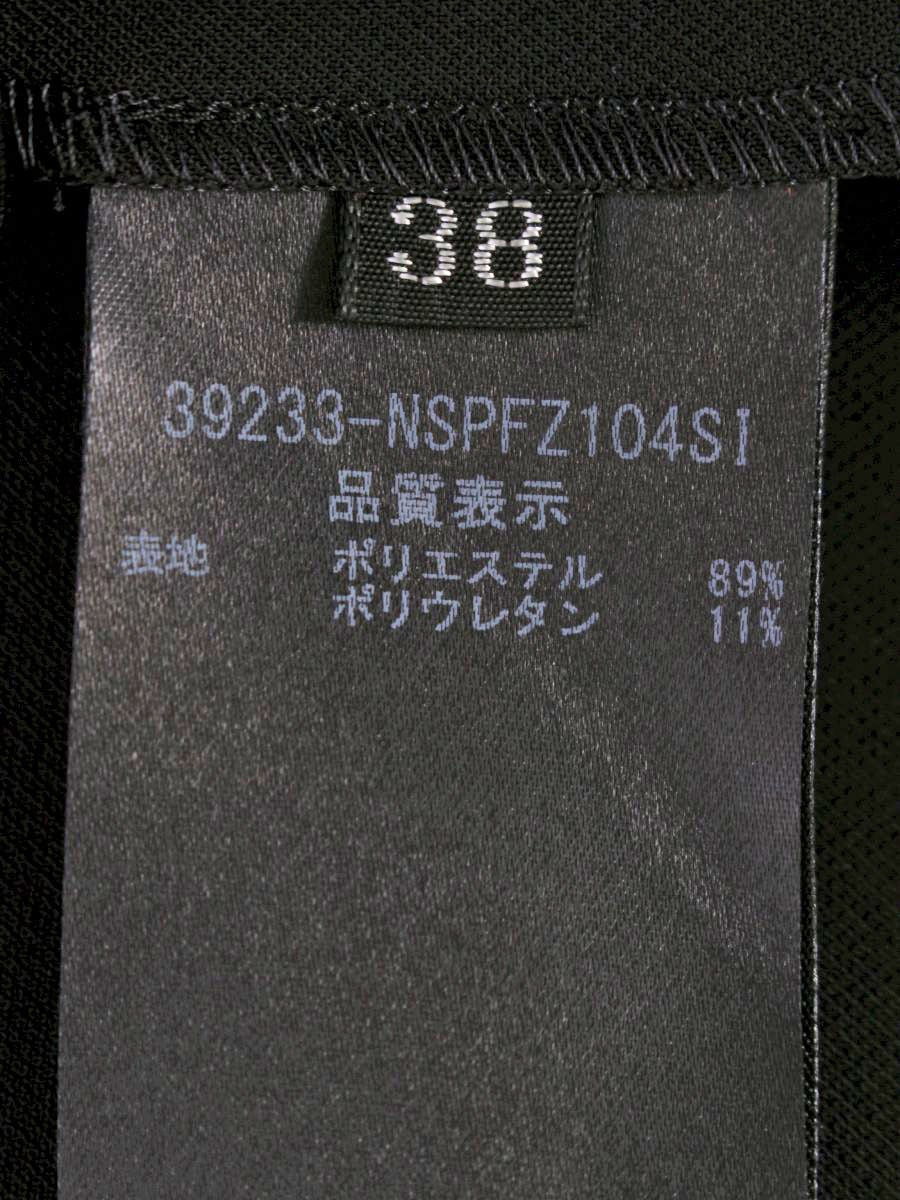 38
39233-NSPFZ104SI
品質表示
表地 ポリエステル 89%
ポリウレタン 11%